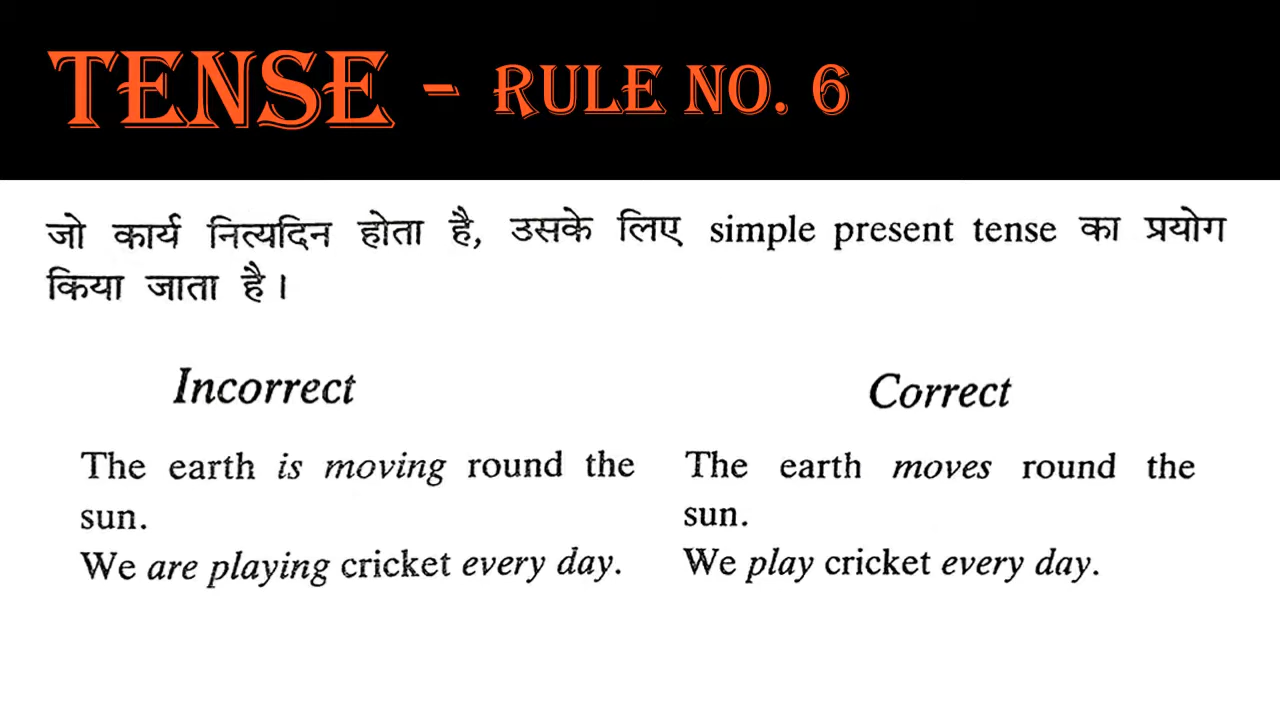 TENSE - RULE NO. 6
जो कार्य नित्यदिन होता है, उसके लिए simple present tense का प्रयोग
किया जाता है।
Incorrect
The earth is moving round the
sun.
We are playing cricket every day.
Correct
The earth moves round the
sun.
We play cricket every day.